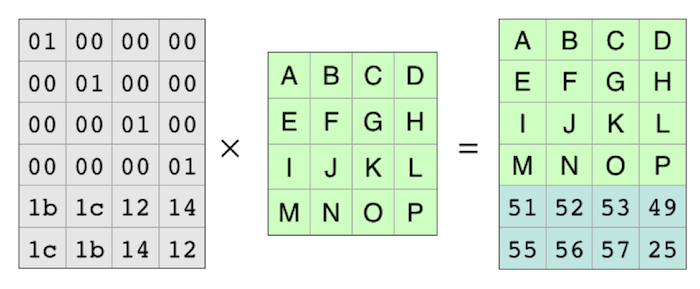 01 00 00 00
00 01 00 00
00 00 01 00
00 00 00 01
1b 1c 12 14
1c 1b 14 12
×
A B C D
E F G H
I J K L
M N O P
=
A B C D
E F G H
I J K L
M N O P
51 52 53 49
55 56 57 25